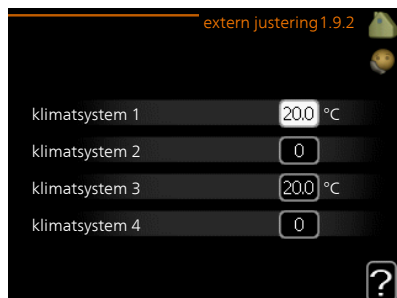 extern justering 1.9.2
klimatsystem 1 20.0 °C
klimatsystem 2 0
klimatsystem 3 20.0 °C
klimatsystem 4 0
?